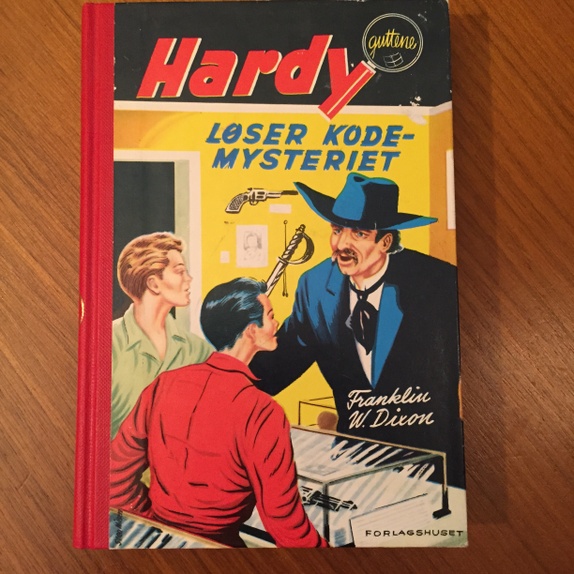 Hardy
guttene
LØSER KODE-
MYSTERIET
Franklin
W. Dixon
FORLAGSHUSET